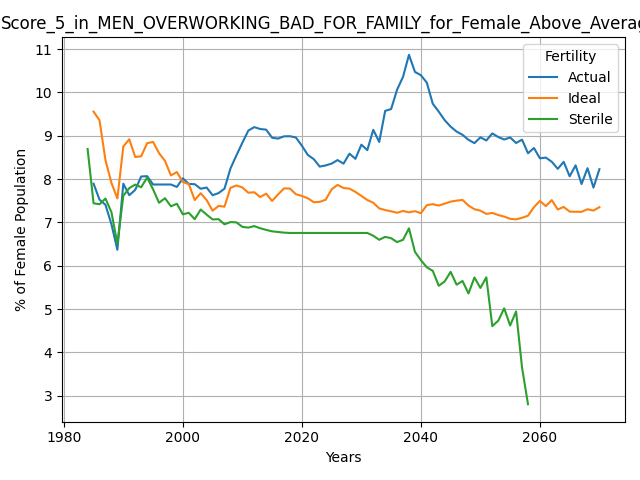 Score_5_in_MEN_OVERWORKING_BAD_FOR_FAMILY_for_Female_Above_Averag
Fertility
Actual
Ideal
Sterile
11
10
9
8
7
6
5
4
3
% of Female Population
1980
2000
2020
2040
2060
Years